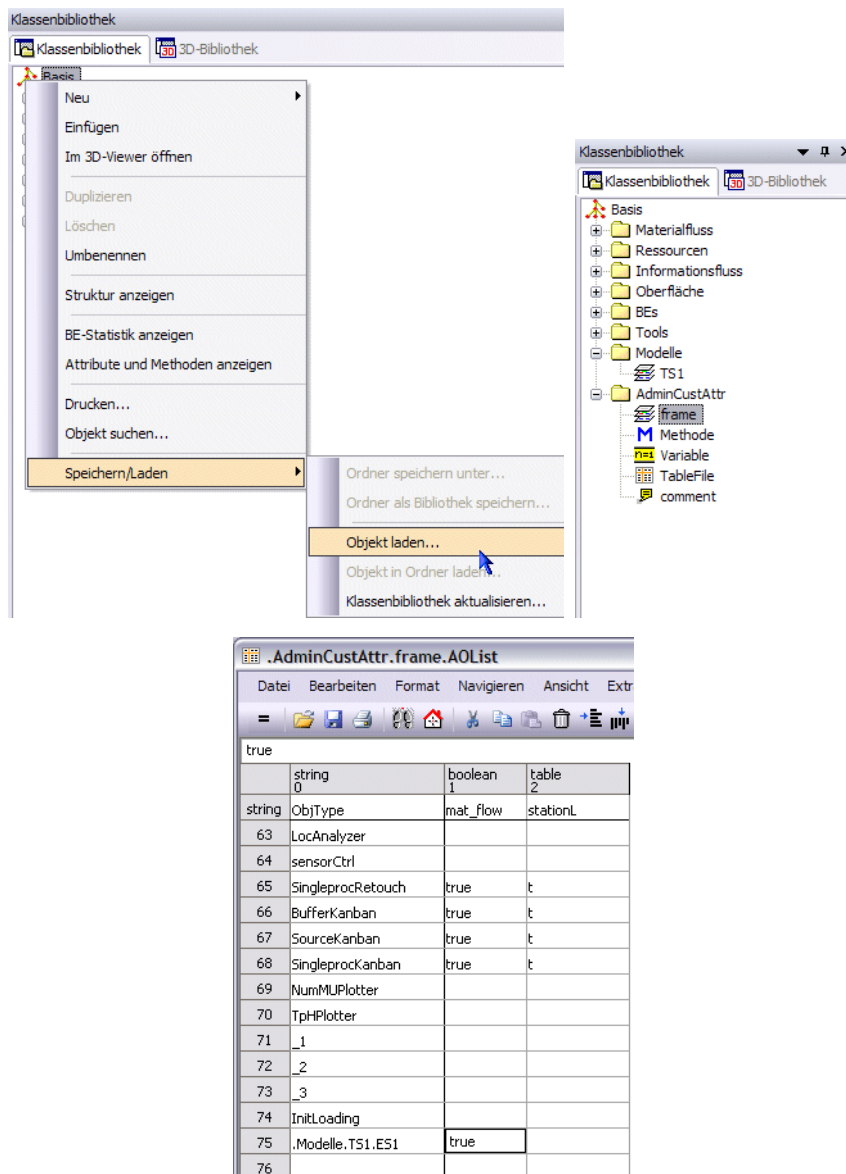 Klassenbibliothek
Klassenbibliothek 3D-Bibliothek
Basis
Neu
Einfügen
Im 3D-Viewer öffnen
Duplizieren
Löschen
Umbenennen
Struktur anzeigen
BE-Statistik anzeigen
Attribute und Methoden anzeigen
Drucken...
Objekt suchen...
Speichern/Laden
Ordner speichern unter...
Ordner als Bibliothek speichern...
Objekt laden...
Objekt in Ordner laden...
Klassenbibliothek aktualisieren...
Klassenbibliothek
Klassenbibliothek 3D-Bibliothek
Basis
Materialfluss
Ressourcen
Informationsfluss
Oberfläche
BEs
Tools
Modelle
TS1
AdminCustAttr
frame
M Methode
n=1 Variable
TableFile
comment
.AdminCustAttr.frame.AOList
Datei Bearbeiten Format Navigieren Ansicht Extr
=
true
string boolean table
0 1 2
string ObjType mat_flow stationL
63 LocAnalyzer
64 sensorCtrl
65 SingleprocRetouch true t
66 BufferKanban true t
67 SourceKanban true t
68 SingleprocKanban true t
69 NumMUPlotter
70 TpHPlotter
71 _1
72 _2
73 _3
74 InitLoading
75 .Modelle.TS1.ES1 true
76